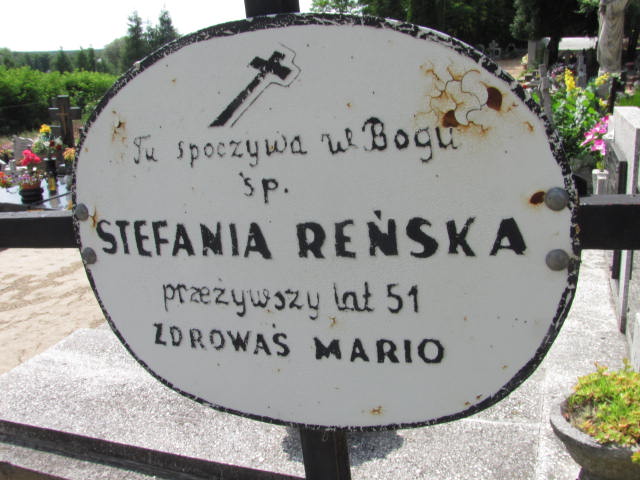 Tu spoczywa w Bogu
śp.
STEFANIA REŃSKA
przeżywszy lat 51
ZDROWAŚ MARIO